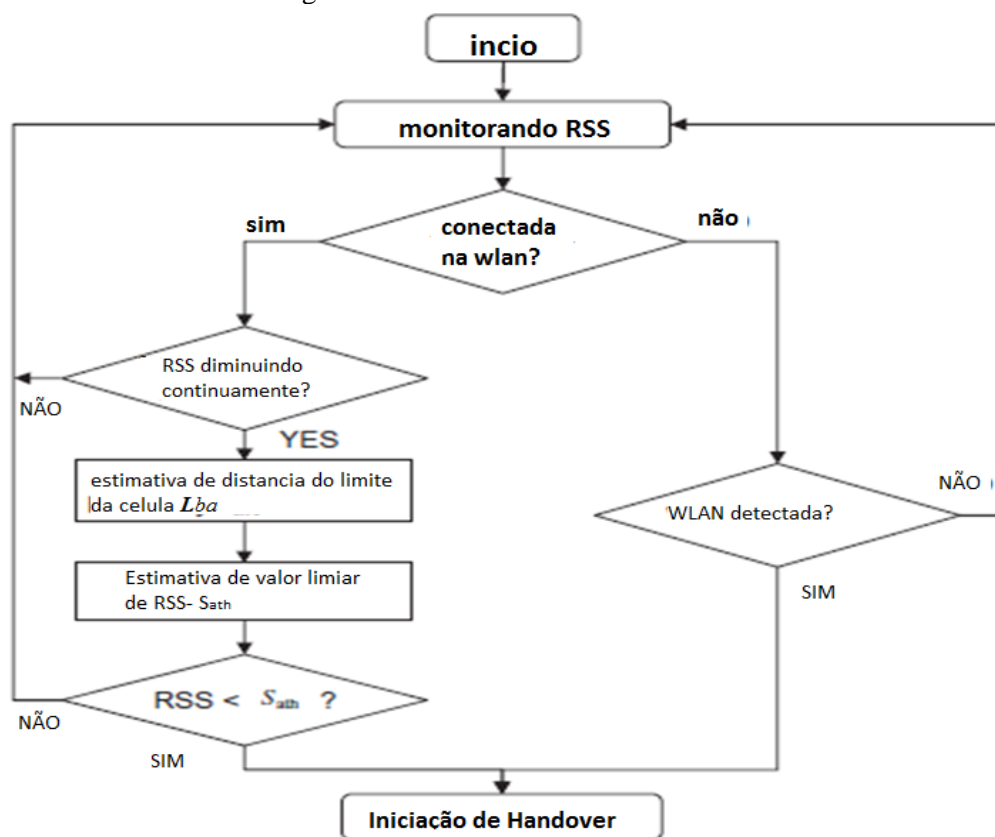 incio
monitorando RSS
sim
conectada
na wlan?
não
RSS diminuindo
continuamente?
NÃO
YES
estimativa de distancia do limite
da celula Lba
NÃO
WLAN detectada?
Estimativa de valor limiar
de RSS- Sath
SIM
RSS < Sath ?
NÃO
SIM
Iniciação de Handover